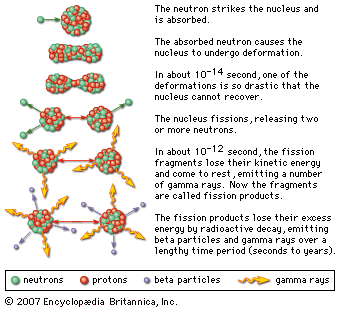 The neutron strikes the nucleus and
is absorbed.
The absorbed neutron causes the
nucleus to undergo deformation.
In about 10⁻¹⁴ second, one of the
deformations is so drastic that the
nucleus cannot recover.
The nucleus fissions, releasing two
or more neutrons.
In about 10⁻¹² second, the fission
fragments lose their kinetic energy
and come to rest, emitting a number
of gamma rays. Now the fragments
are called fission products.
The fission products lose their excess
energy by radioactive decay, emitting
beta particles and gamma rays over a
lengthy time period (seconds to years).
neutrons protons beta particles gamma rays
© 2007 Encyclopædia Britannica, Inc.